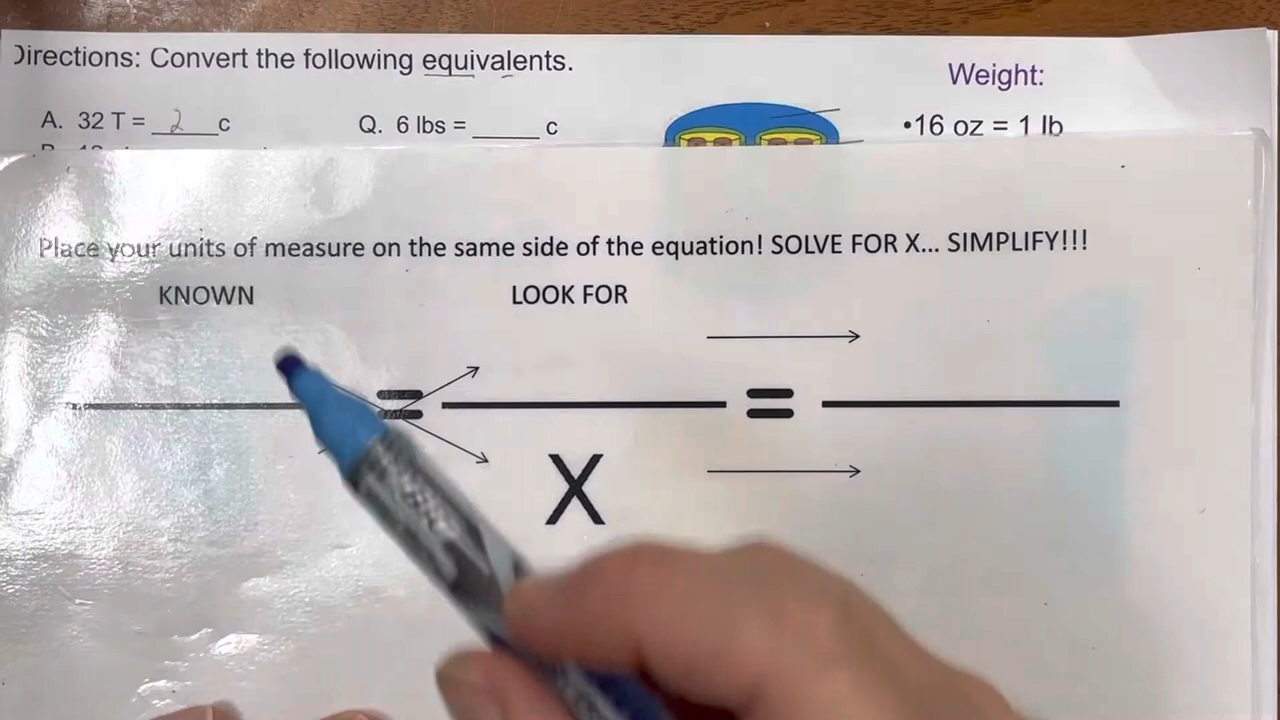 Directions: Convert the following equivalents.
Weight:
A. 32 T = 2 c
Q. 6 lbs = _____ c
•16 oz = 1 lb
Place your units of measure on the same side of the equation! SOLVE FOR X... SIMPLIFY!!!
KNOWN
LOOK FOR
= =
X